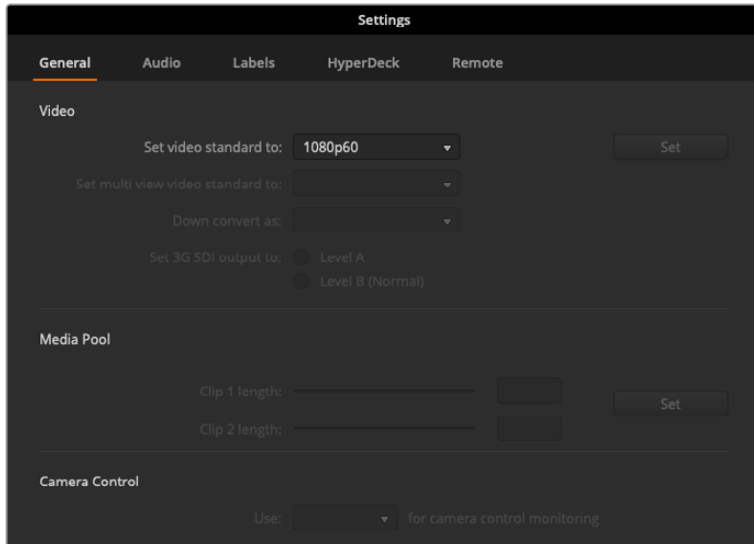 Settings
General Audio Labels HyperDeck Remote
Video
Set video standard to: 1080p60 Set
Set multi view video standard to:
Down convert as:
Set 3G SDI output to: Level A
Level B (Normal)
Media Pool
Clip 1 length:
Set
Clip 2 length:
Camera Control
Use: for camera control monitoring